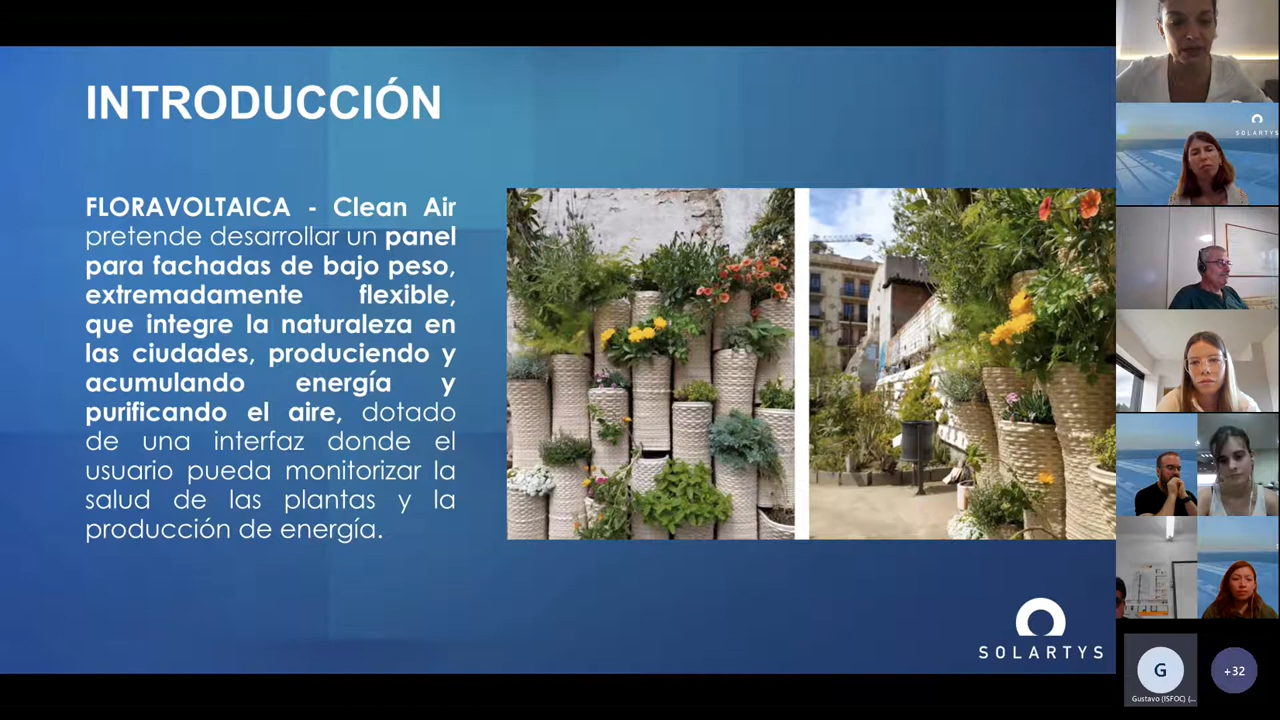 INTRODUCCIÓN
FLORAVOLTAICA - Clean Air
pretende desarrollar un panel
para fachadas de bajo peso,
extremadamente flexible,
que integre la naturaleza en
las ciudades, produciendo y
acumulando energía y
purificando el aire, dotado
de una interfaz donde el
usuario pueda monitorizar la
salud de las plantas y la
producción de energía.
SOLARTYS
SOLARTYS
G
+32
Gustavo (ISFOC) (...